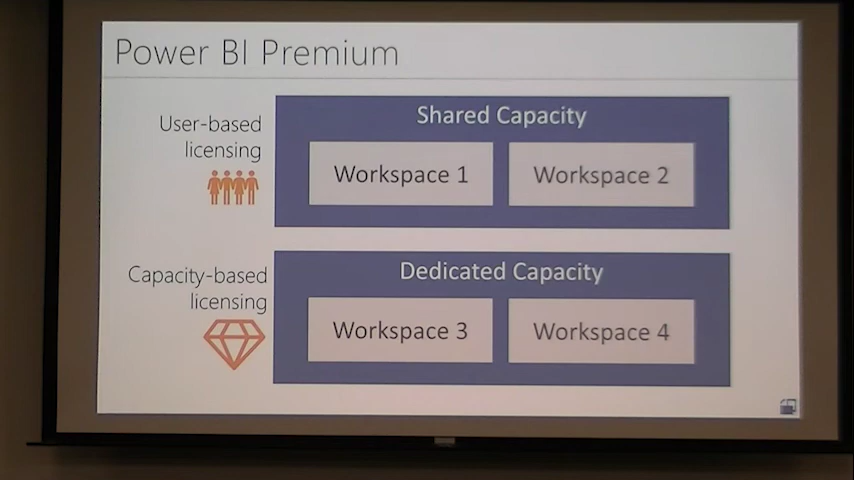 Power BI Premium
User-based
licensing
Shared Capacity
Workspace 1
Workspace 2
Capacity-based
licensing
Dedicated Capacity
Workspace 3
Workspace 4